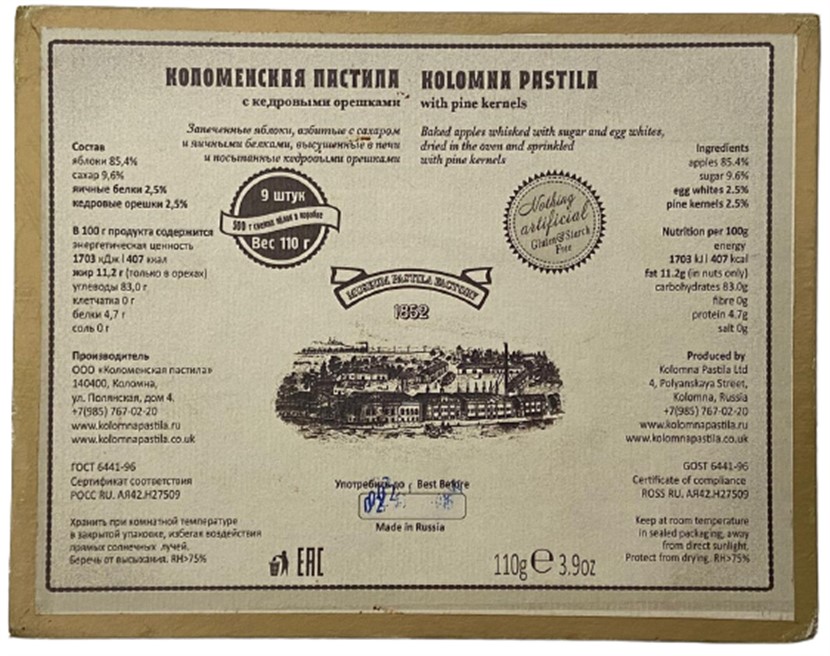 КОЛОМЕНСКАЯ ПАСТИЛА
с кедровыми орешками
Запеченные яблоки, взбитые с сахаром
и яичными белками, высушенные в печи
и посыпанные кедровыми орешками
KOLOMNA PASTILA
with pine kernels
Baked apples whisked with sugar and egg whites,
dried in the oven and sprinkled
with pine kernels
Состав
яблоки 85,4%
сахар 9,6%
яичные белки 2,5%
кедровые орешки 2,5%
В 100 г продукта содержится
энергетическая ценность
1703 кДж | 407 ккал
жир 11,2 г (только в орехах)
углеводы 83,0 г
клетчатка 0 г
белки 4,7 г
соль 0 г
Производитель
ООО «Коломенская пастила»
140400, Коломна,
ул. Полянская, дом 4.
+7(985) 767-02-20
www.kolomnapastila.ru
www.kolomnapastila.co.uk
ГОСТ 6441-96
Сертификат соответствия
РОСС RU. АЯ42.Н27509
Хранить при комнатной температуре
в закрытой упаковке, избегая воздействия
прямых солнечных лучей.
Беречь от высыхания. RH>75%
9 штук
500 г свежих яблок в коробке
Вес 110 г
MUSEUM PASTILA FACTORY
1852
Употребить до | Best Before
Made in Russia
EAC
110g e 3.9oz
Nothing
artificial
Gluten&Starch
Free
Ingredients
apples 85.4%
sugar 9.6%
egg whites 2.5%
pine kernels 2.5%
Nutrition per 100g
energy
1703 kJ | 407 kcal
fat 11.2g (in nuts only)
carbohydrates 83.0g
fibre 0g
protein 4.7g
salt 0g
Produced by
Kolomna Pastila Ltd
4, Polyanskaya Street,
Kolomna, Russia
+7(985) 767-02-20
www.kolomnapastila.ru
www.kolomnapastila.co.uk
GOST 6441-96
Certificate of compliance
ROSS RU. АЯ42.Н27509
Keep at room temperature
in sealed packaging, away
from direct sunlight.
Protect from drying. RH>75%